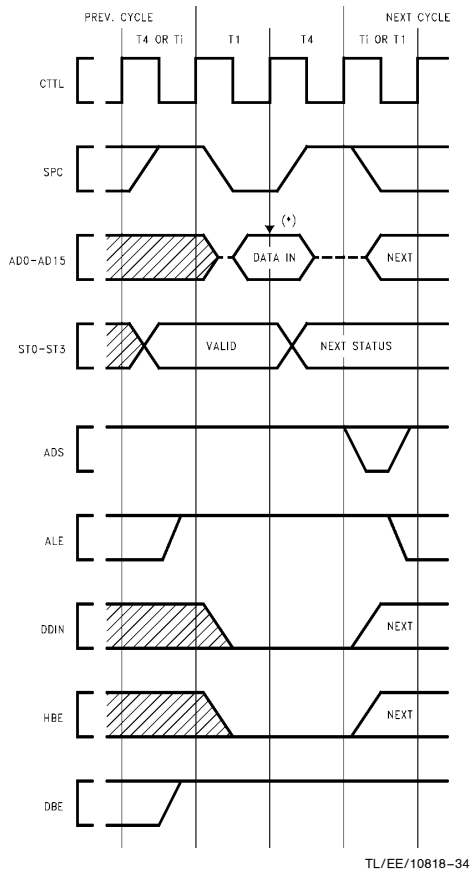 PREV. CYCLE
NEXT CYCLE
T4 OR Ti
T1
T4
Ti OR T1
CTTL
SPC
(*)
AD0-AD15
DATA IN
NEXT
ST0-ST3
VALID
NEXT STATUS
ADS
ALE
DDIN
NEXT
HBE
NEXT
DBE
TL/EE/10818-34